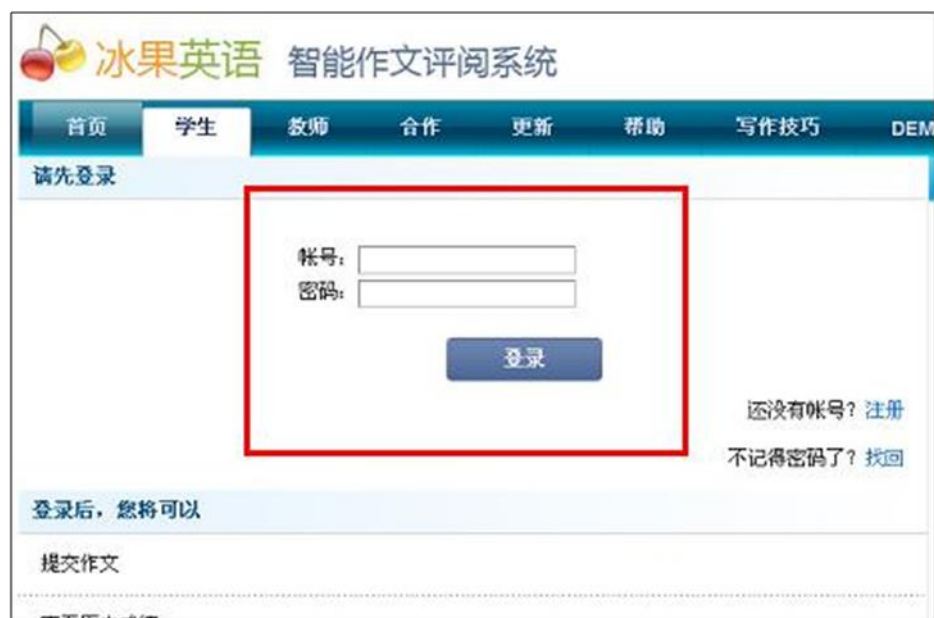 冰果英语 智能作文评阅系统
首页 学生 教师 合作 更新 帮助 写作技巧 DEM
请先登录
帐号:
密码:
登录
还没有帐号? 注册
不记得密码了? 找回
登录后，您将可以
提交作文